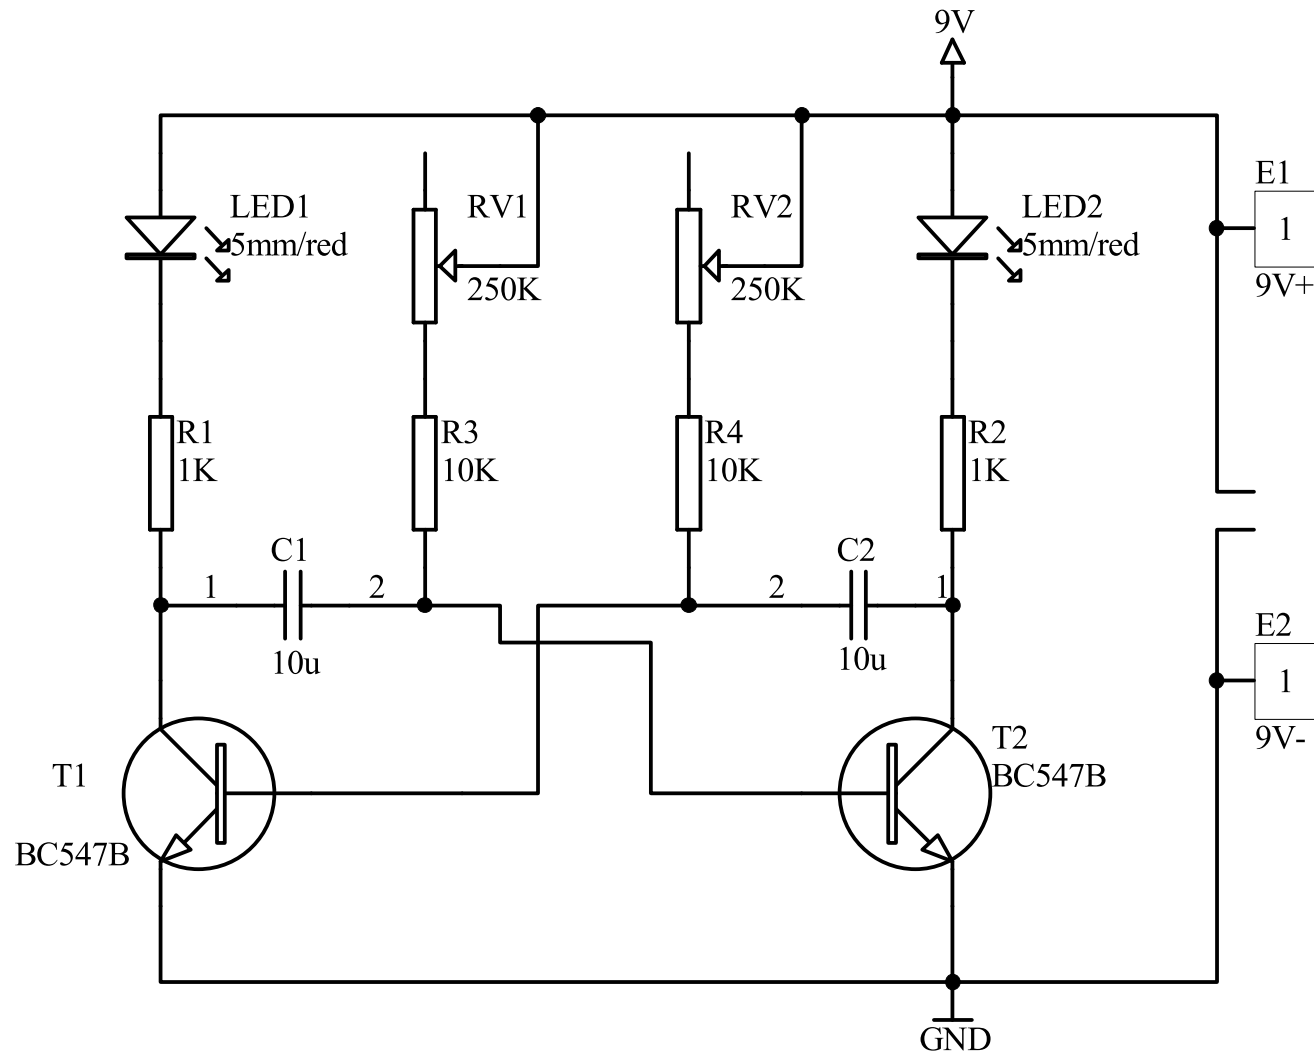 9V
E1
1
9V+
LED1
5mm/red
RV1
250K
RV2
250K
LED2
5mm/red
R1
1K
R3
10K
R4
10K
R2
1K
C1
1
2
10u
C2
2
1
10u
E2
1
9V-
T1
BC547B
T2
BC547B
GND